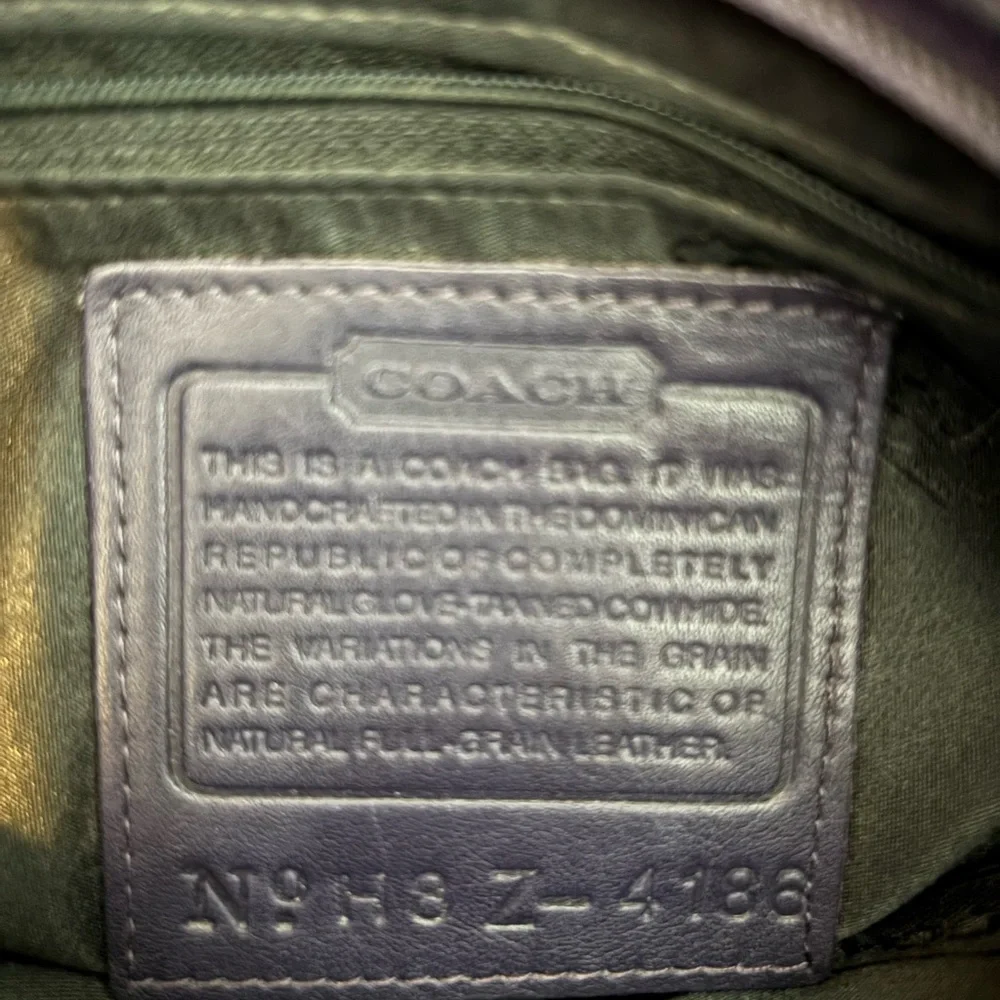 COACH
THIS IS A COACH BAG. IT WAS
HANDCRAFTED IN THE DOMINICAN
REPUBLIC OF COMPLETELY
NATURAL GLOVE-TANNED COWHIDE.
THE VARIATIONS IN THE GRAIN
ARE CHARACTERISTIC OF
NATURAL FULL-GRAIN LEATHER.
Nº H3Z-4186